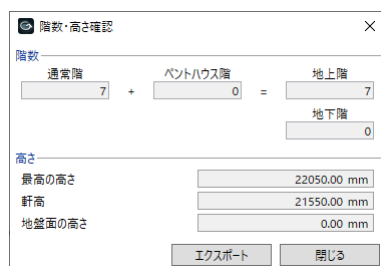 階数・高さ確認
階数
通常階 ペントハウス階 地上階
7 + 0 = 7
地下階
0
高さ
最高の高さ 22050.00 mm
軒高 21550.00 mm
地盤面の高さ 0.00 mm
エクスポート 閉じる